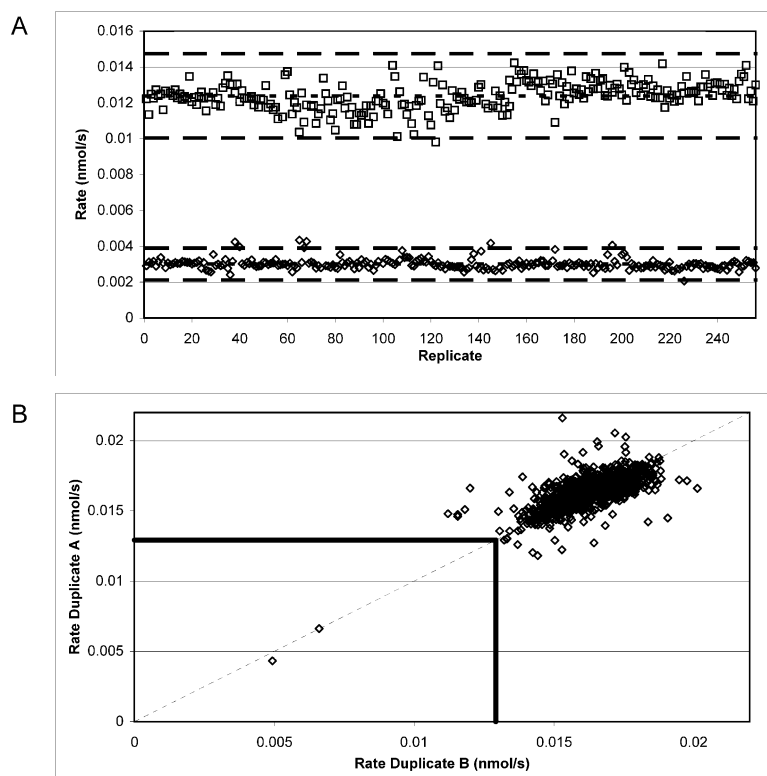 A
0.016
0.014
0.012
0.01
0.008
0.006
0.004
0.002
0
Rate (nmol/s)
0 20 40 60 80 100 120 140 160 180 200 220 240
Replicate
B
0.02
0.015
0.01
0.005
0
Rate Duplicate A (nmol/s)
0 0.005 0.01 0.015 0.02
Rate Duplicate B (nmol/s)